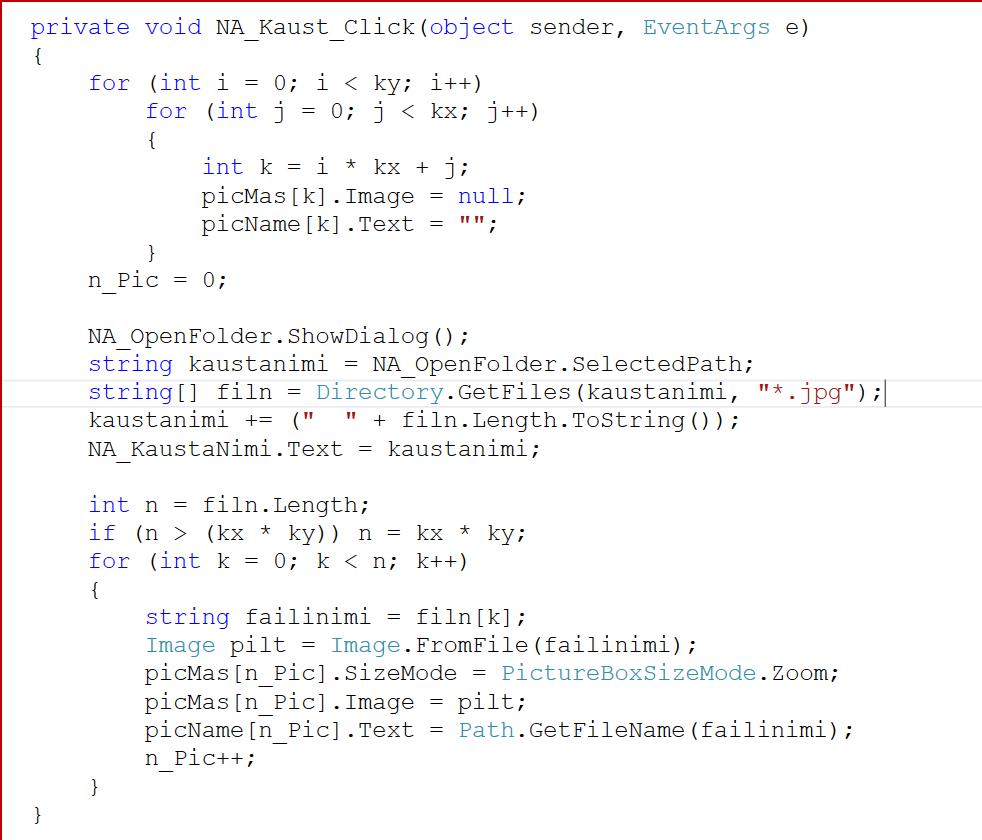 private void NA_Kaust_Click(object sender, EventArgs e)
{
    for (int i = 0; i < ky; i++)
        for (int j = 0; j < kx; j++)
        {
            int k = i * kx + j;
            picMas[k].Image = null;
            picName[k].Text = "";
        }
    n_Pic = 0;

    NA_OpenFolder.ShowDialog();
    string kaustanimi = NA_OpenFolder.SelectedPath;
    string[] filn = Directory.GetFiles(kaustanimi, "*.jpg");
    kaustanimi += ("  " + filn.Length.ToString());
    NA_KaustaNimi.Text = kaustanimi;

    int n = filn.Length;
    if (n > (kx * ky)) n = kx * ky;
    for (int k = 0; k < n; k++)
    {
        string failinimi = filn[k];
        Image pilt = Image.FromFile(failinimi);
        picMas[n_Pic].SizeMode = PictureBoxSizeMode.Zoom;
        picMas[n_Pic].Image = pilt;
        picName[n_Pic].Text = Path.GetFileName(failinimi);
        n_Pic++;
    }
}